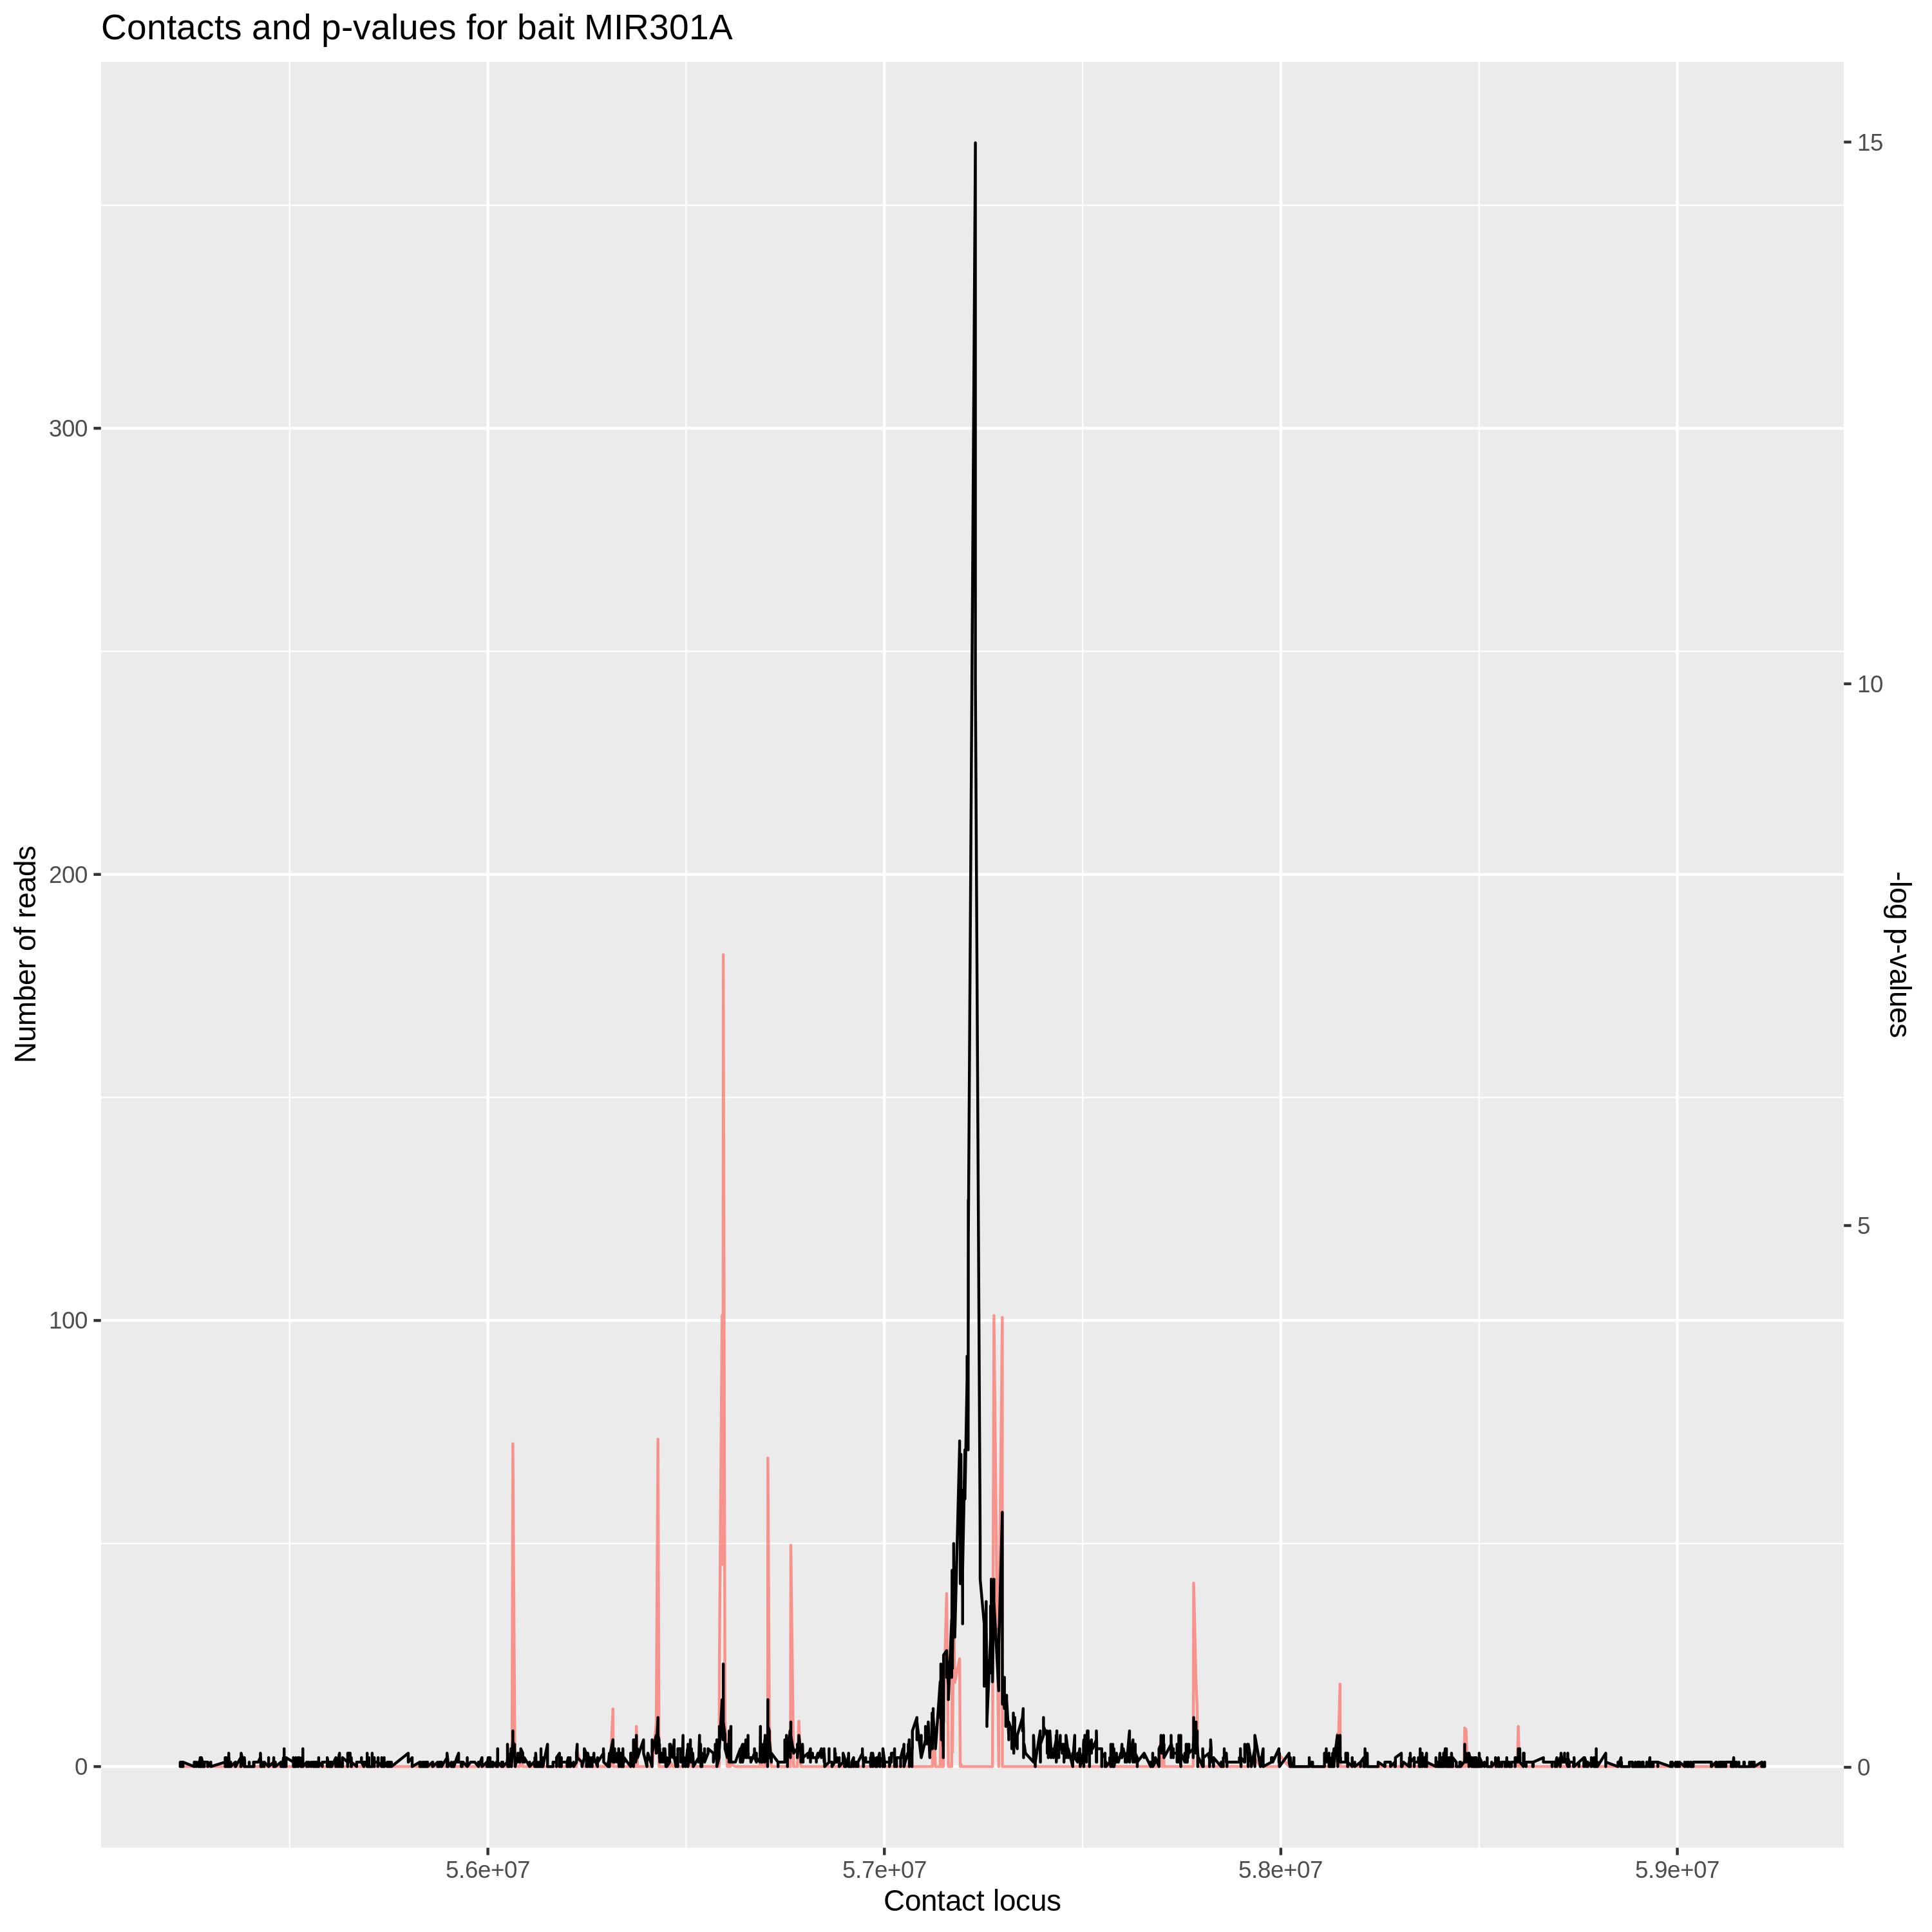 Contacts and p-values for bait MIR301A
Number of reads
300
200
100
0
15
10
5
0
-log p-values
5.6e+07
5.7e+07
5.8e+07
5.9e+07
Contact locus